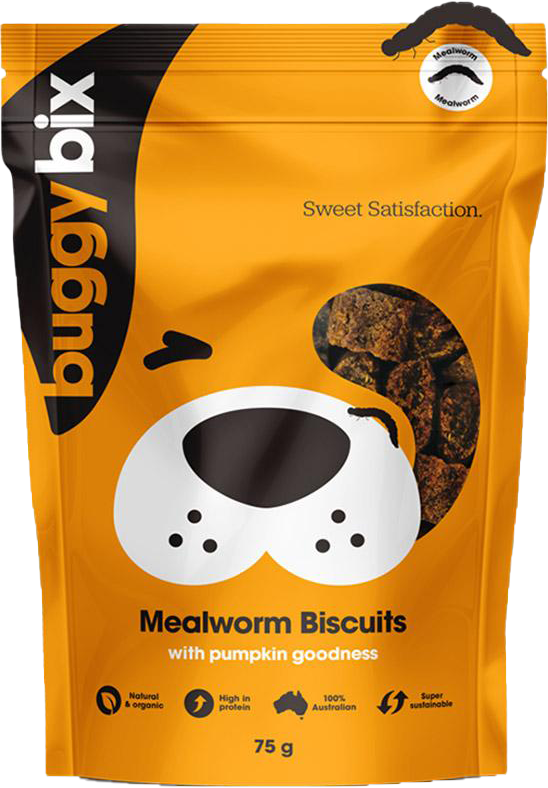 Mealworm
Mealworm
buggy bix
Sweet Satisfaction.
Mealworm Biscuits
with pumpkin goodness
Natural
& organic
High in
protein
100%
Australian
Super
sustainable
75 g